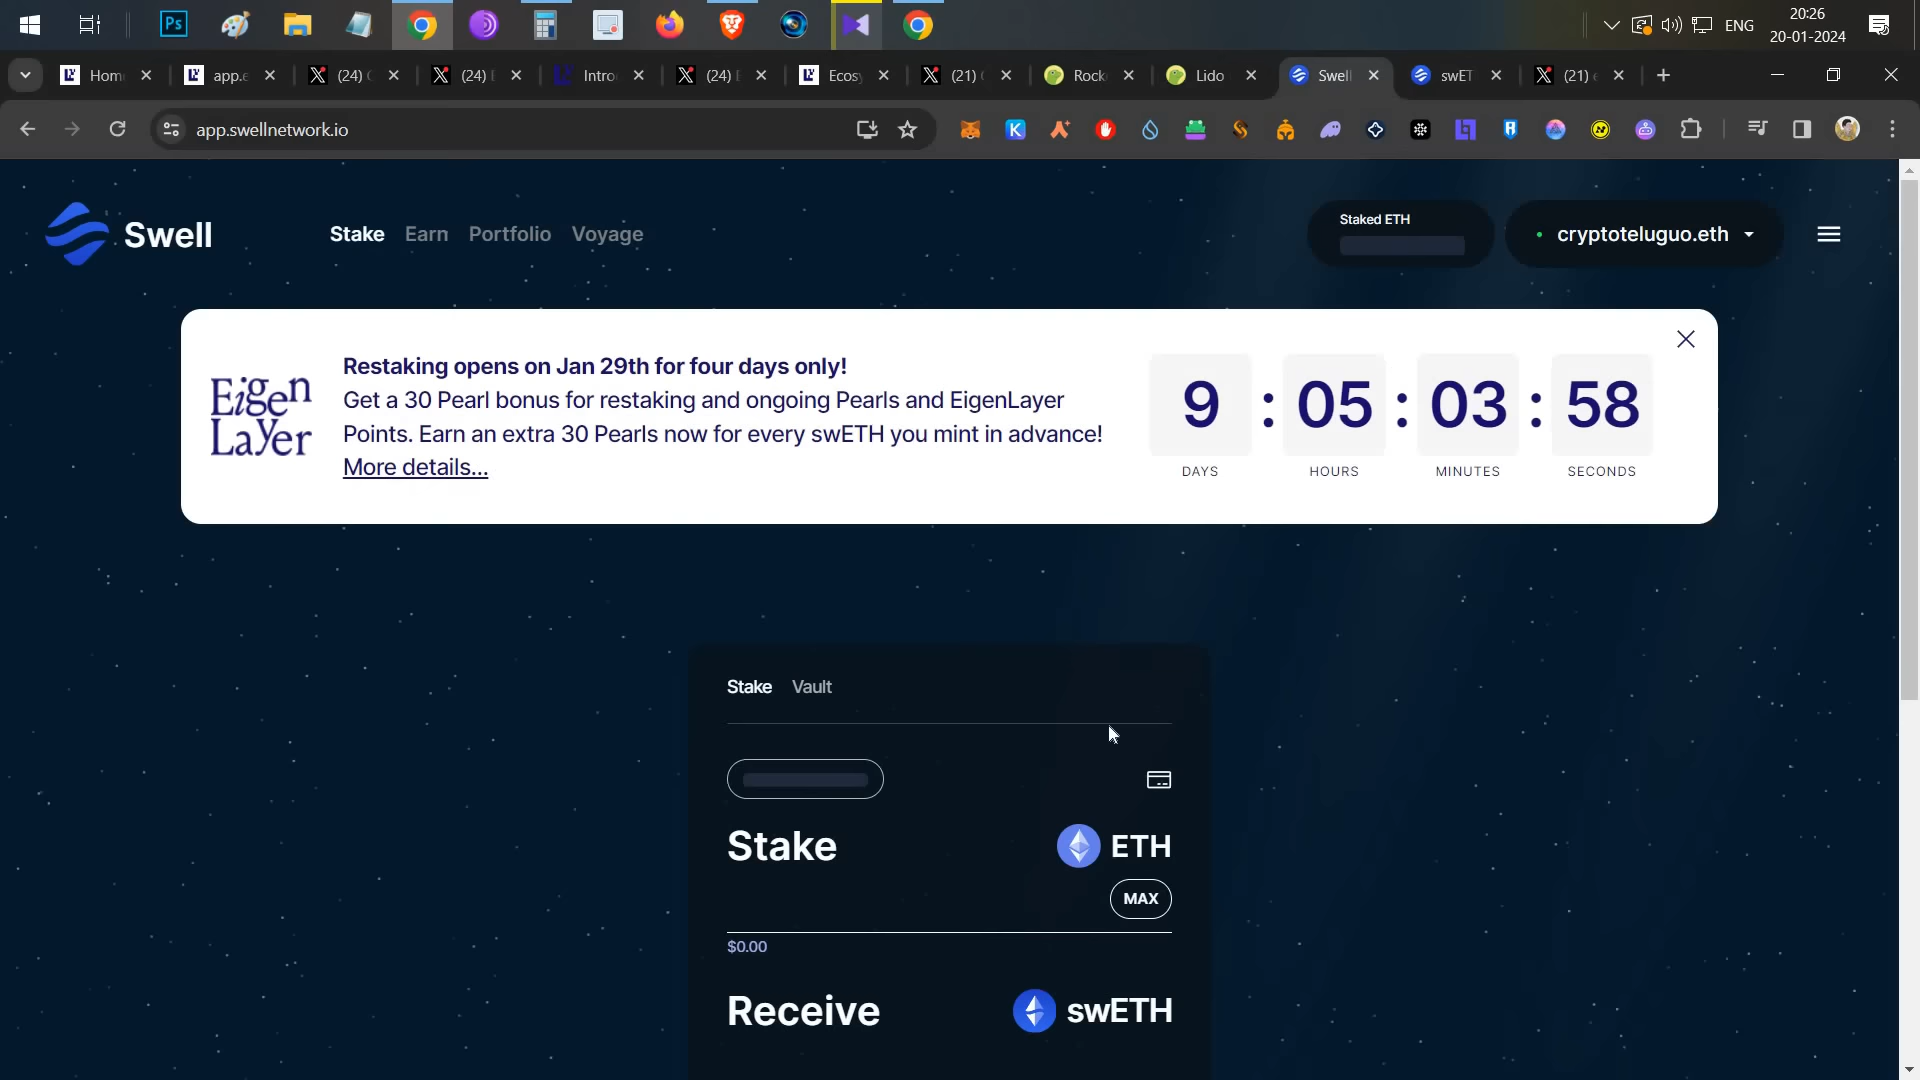 Ps
ENG
20:26
20-01-2024
Hom
app.e
(24)
(24)
Intro
(24)
Ecos
(21)
Rock
Lido
Swell
swET
(21)
app.swellnetwork.io
Swell
Stake
Earn
Portfolio
Voyage
Staked ETH
cryptoteluguo.eth
Eigen
Layer
Restaking opens on Jan 29th for four days only!
Get a 30 Pearl bonus for restaking and ongoing Pearls and EigenLayer
Points. Earn an extra 30 Pearls now for every swETH you mint in advance!
More details...
9 : 05 : 03 : 58
DAYS HOURS MINUTES SECONDS
Stake Vault
Stake ETH
MAX
$0.00
Receive swETH